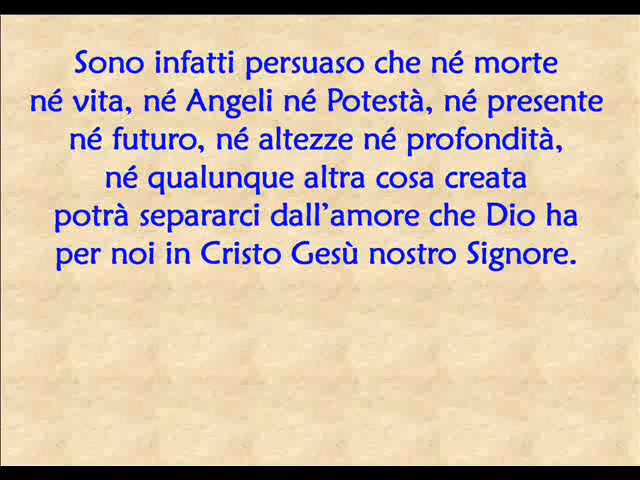 Sono infatti persuaso che né morte
né vita, né Angeli né Potestà, né presente
né futuro, né altezze né profondità,
né qualunque altra cosa creata
potrà separarci dall'amore che Dio ha
per noi in Cristo Gesù nostro Signore.